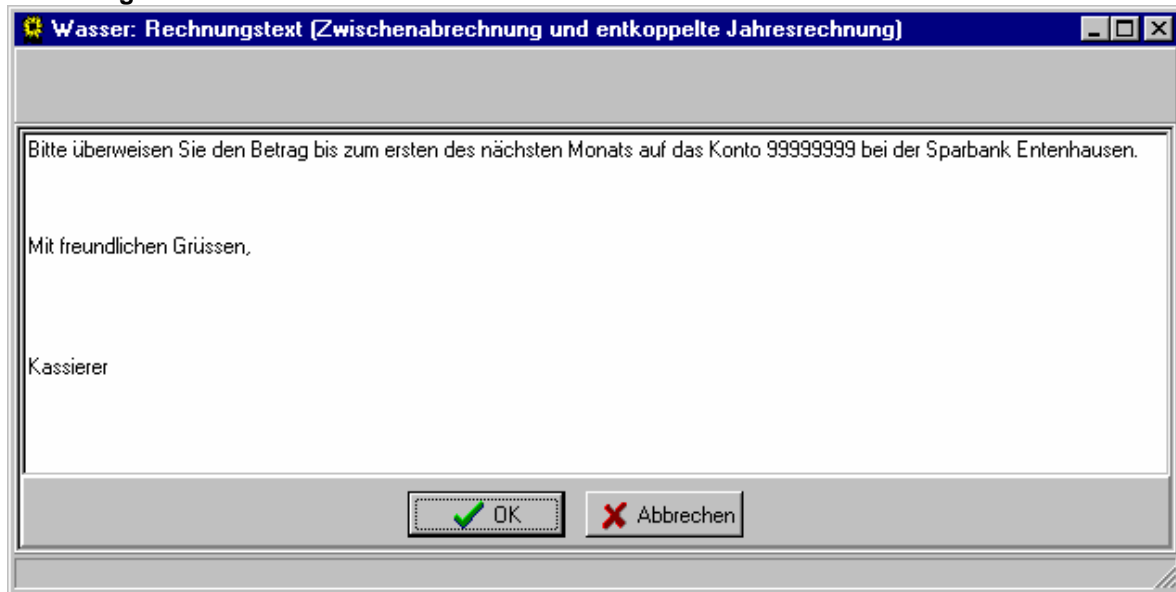 Wasser: Rechnungstext (Zwischenabrechnung und entkoppelte Jahresrechnung)
Bitte überweisen Sie den Betrag bis zum ersten des nächsten Monats auf das Konto 99999999 bei der Sparbank Entenhausen.
Mit freundlichen Grüssen,
Kassierer
OK
Abbrechen